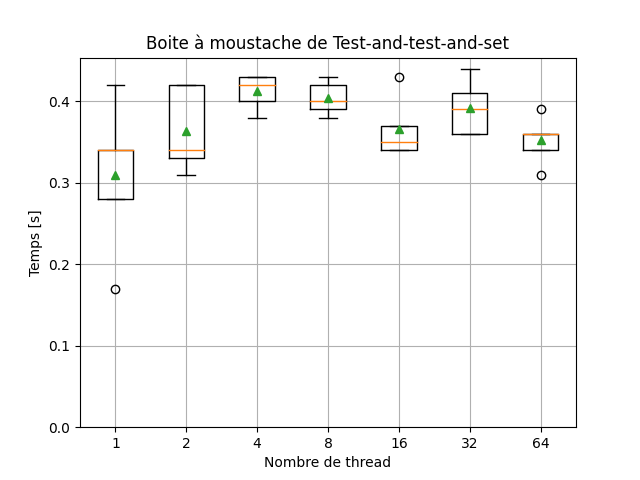 Boite à moustache de Test-and-test-and-set
Temps [s]
0.4
0.3
0.2
0.1
0.0
1 2 4 8 16 32 64
Nombre de thread